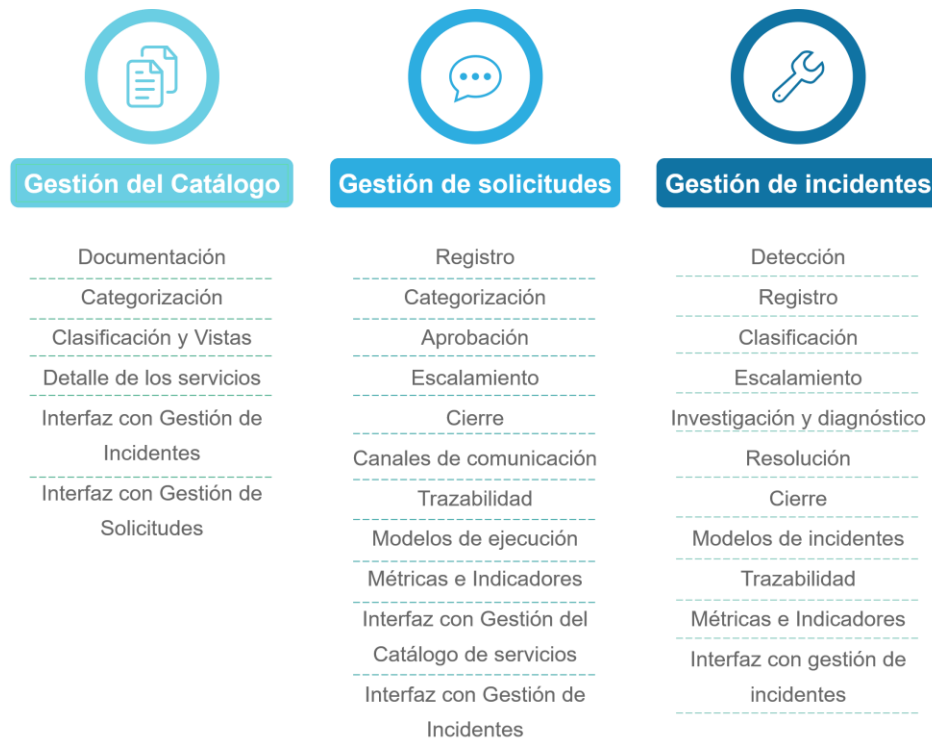 Gestión del Catálogo
Documentación
Categorización
Clasificación y Vistas
Detalle de los servicios
Interfaz con Gestión de
Incidentes
Interfaz con Gestión de
Solicitudes
Gestión de solicitudes
Registro
Categorización
Aprobación
Escalamiento
Cierre
Canales de comunicación
Trazabilidad
Modelos de ejecución
Métricas e Indicadores
Interfaz con Gestión del
Catálogo de servicios
Interfaz con Gestión de
Incidentes
Gestión de incidentes
Detección
Registro
Clasificación
Escalamiento
Investigación y diagnóstico
Resolución
Cierre
Modelos de incidentes
Trazabilidad
Métricas e Indicadores
Interfaz con gestión de
incidentes